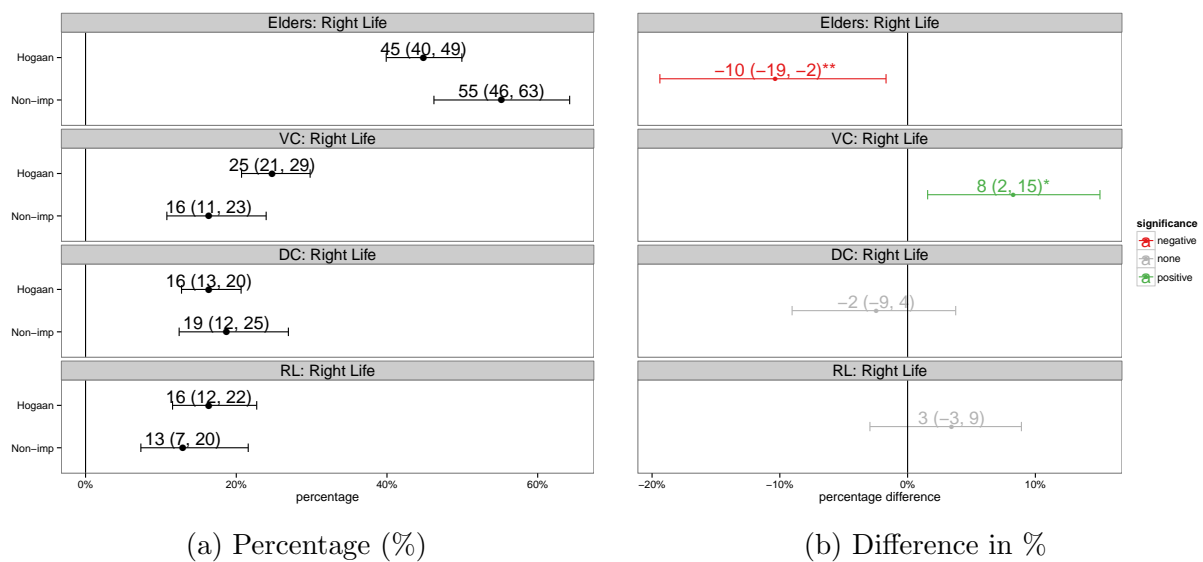 Elders: Right Life
Hogaan
45 (40, 49)
Non−imp
55 (46, 63)
VC: Right Life
Hogaan
25 (21, 29)
Non−imp
16 (11, 23)
DC: Right Life
Hogaan
16 (13, 20)
Non−imp
19 (12, 25)
RL: Right Life
Hogaan
16 (12, 22)
Non−imp
13 (7, 20)
0% 20% 40% 60%
percentage
(a) Percentage (%)
Elders: Right Life
−10 (−19, −2)**
VC: Right Life
8 (2, 15)*
DC: Right Life
−2 (−9, 4)
RL: Right Life
3 (−3, 9)
−20% −10% 0% 10%
percentage difference
significance
a negative
a none
a positive
(b) Difference in %